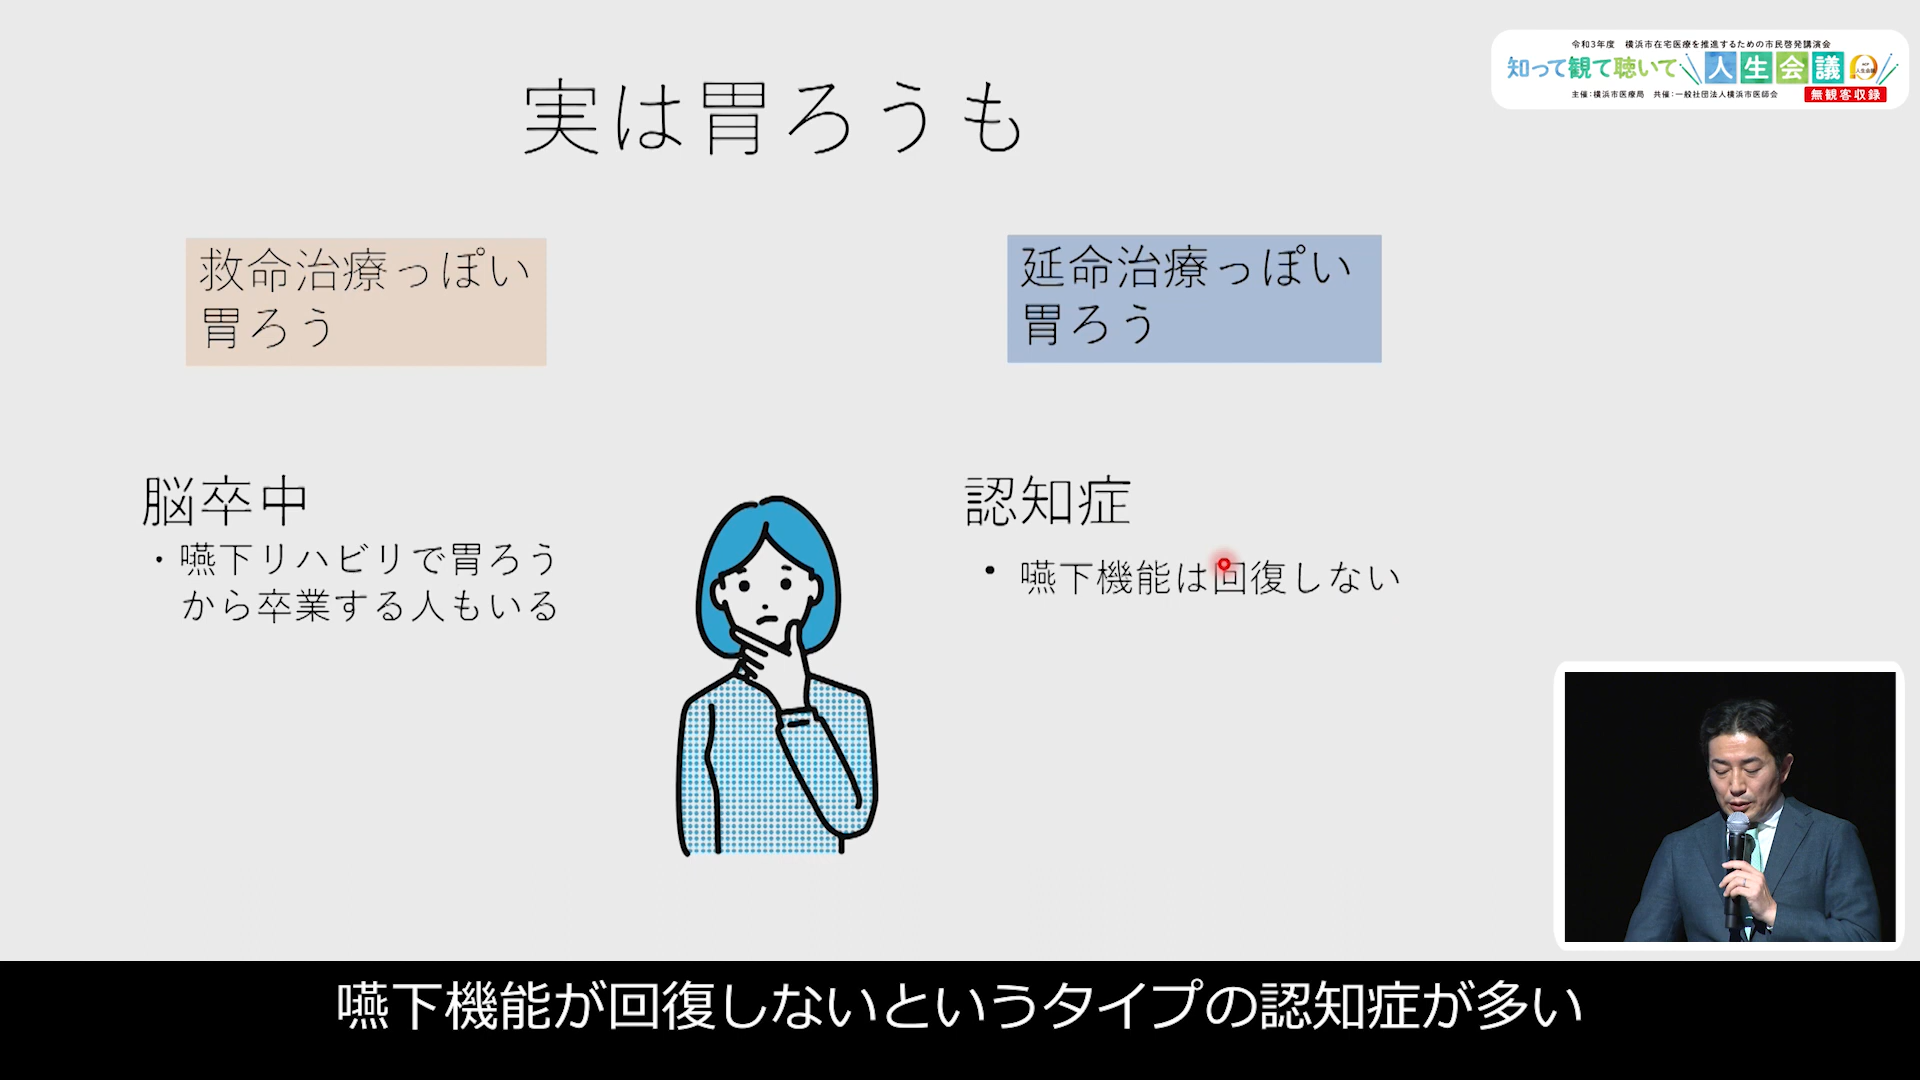 令和3年度 横浜市在宅医療を推進するための市民啓発講演会
知って観て聴いて人生会議
主催:横浜市医療局 共催:一般社団法人横浜市医師会
無観客収録
実は胃ろうも
救命治療っぽい
胃ろう
延命治療っぽい
胃ろう
脳卒中
・嚥下リハビリで胃ろう
から卒業する人もいる
認知症
・嚥下機能は回復しない
嚥下機能が回復しないというタイプの認知症が多い